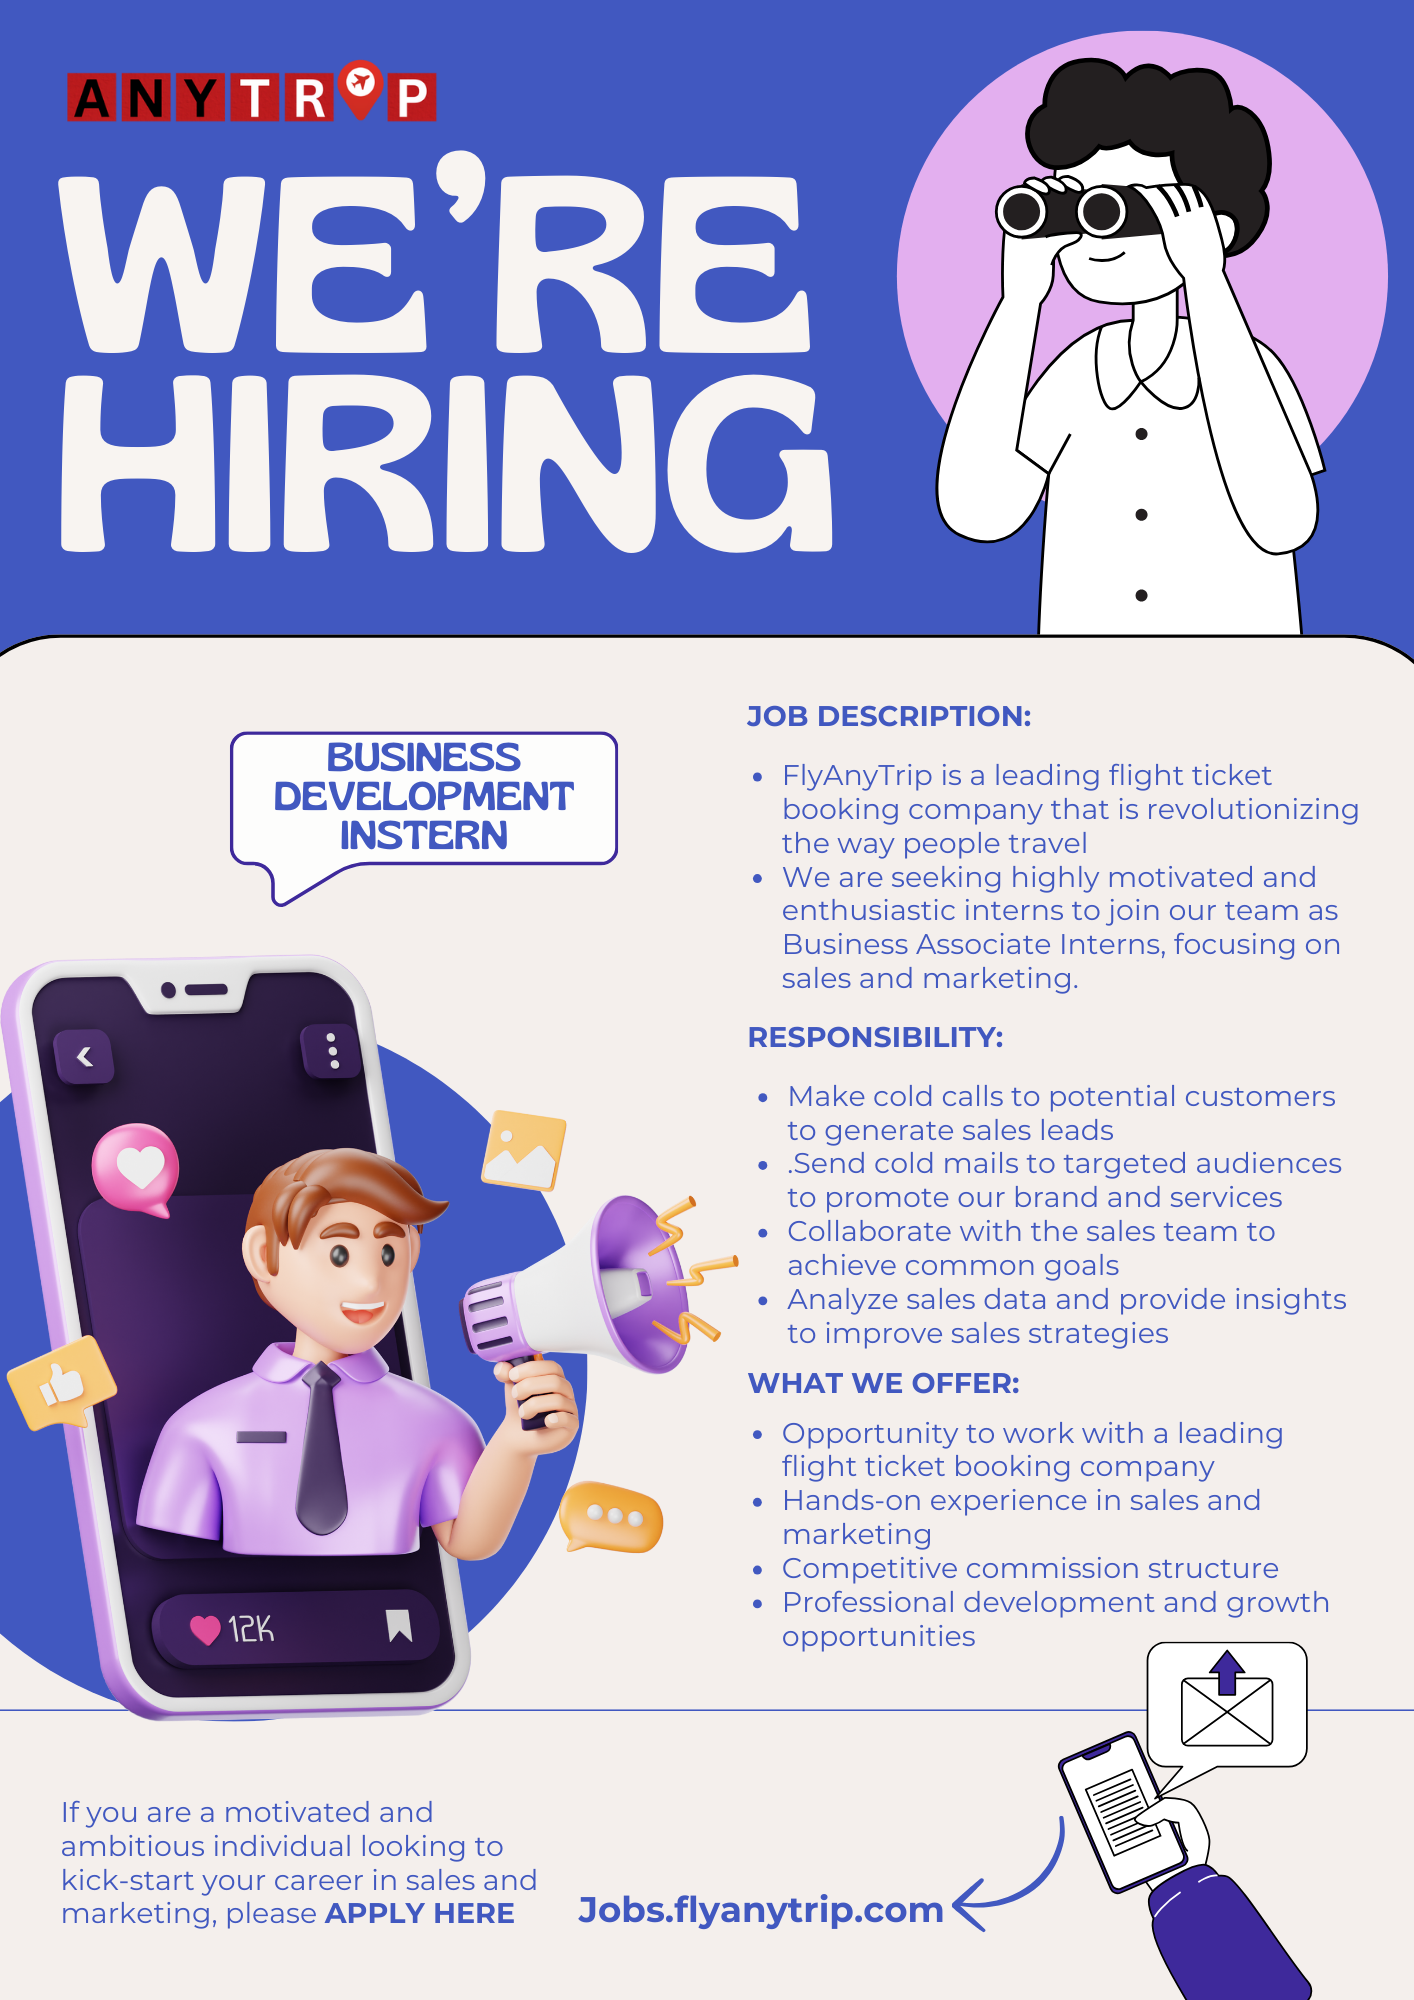 ANYTRIP
WE'RE
HIRING
BUSINESS
DEVELOPMENT
INSTERN
JOB DESCRIPTION:
• FlyAnyTrip is a leading flight ticket
booking company that is revolutionizing
the way people travel
• We are seeking highly motivated and
enthusiastic interns to join our team as
Business Associate Interns, focusing on
sales and marketing.
RESPONSIBILITY:
• Make cold calls to potential customers
to generate sales leads
• .Send cold mails to targeted audiences
to promote our brand and services
• Collaborate with the sales team to
achieve common goals
• Analyze sales data and provide insights
to improve sales strategies
WHAT WE OFFER:
• Opportunity to work with a leading
flight ticket booking company
• Hands-on experience in sales and
marketing
• Competitive commission structure
• Professional development and growth
opportunities
12K
If you are a motivated and
ambitious individual looking to
kick-start your career in sales and
marketing, please APPLY HERE
Jobs.flyanytrip.com